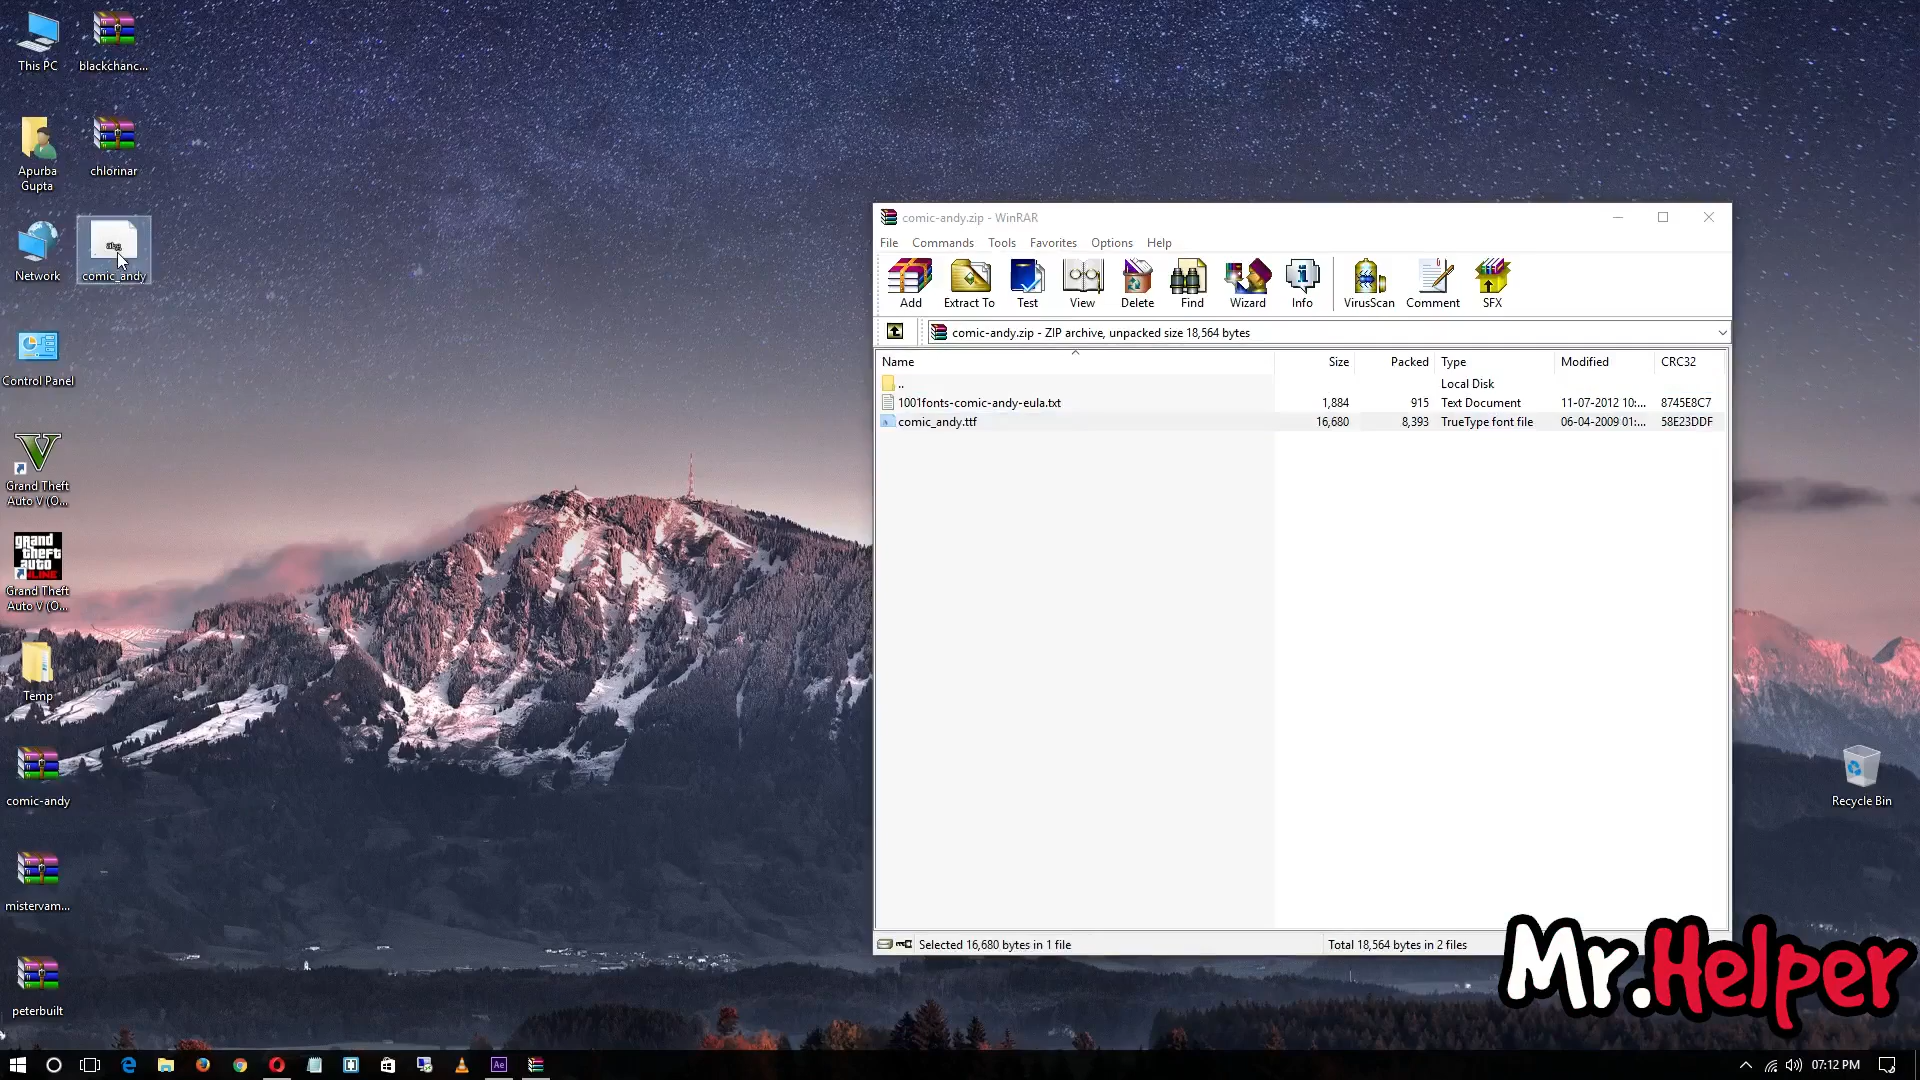 This PC
blackchanc...
Apurba
Gupta
chlorinar
Network
comic_andy
Control Panel
Grand Theft
Auto V (O...
grand
theft
auto
Grand Theft
Auto V (O...
Temp
comic-andy
mistervam...
peterbuilt
comic-andy.zip - WinRAR
File Commands Tools Favorites Options Help
Add Extract To Test View Delete Find Wizard Info VirusScan Comment SFX
comic-andy.zip - ZIP archive, unpacked size 18,564 bytes
Name Size Packed Type Modified CRC32
.. Local Disk
1001fonts-comic-andy-eula.txt 1,884 915 Text Document 11-07-2012 10:... 8745E8C7
comic_andy.ttf 16,680 8,393 TrueType font file 06-04-2009 01:... 58E23DDF
Selected 16,680 bytes in 1 file Total 18,564 bytes in 2 files
Recycle Bin
Mr.Helper
Ae
07:12 PM